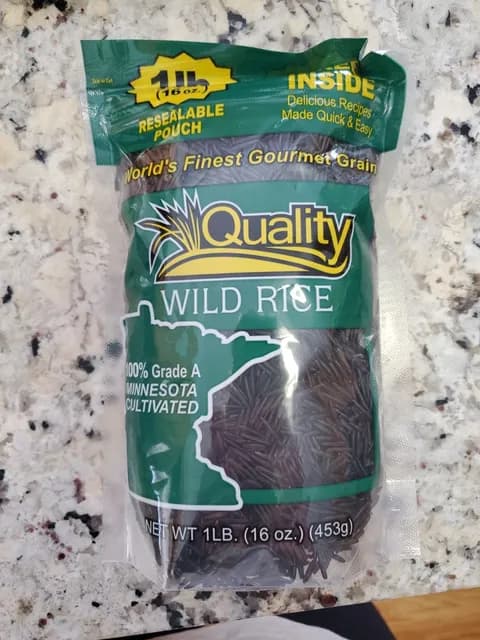 1lb
(16 oz.)
RESEALABLE
POUCH
INSIDE
Delicious Recipes
Made Quick & Easy
World's Finest Gourmet Grain
Quality
WILD RICE
100% Grade A
MINNESOTA
CULTIVATED
NET WT 1LB. (16 oz.) (453g)